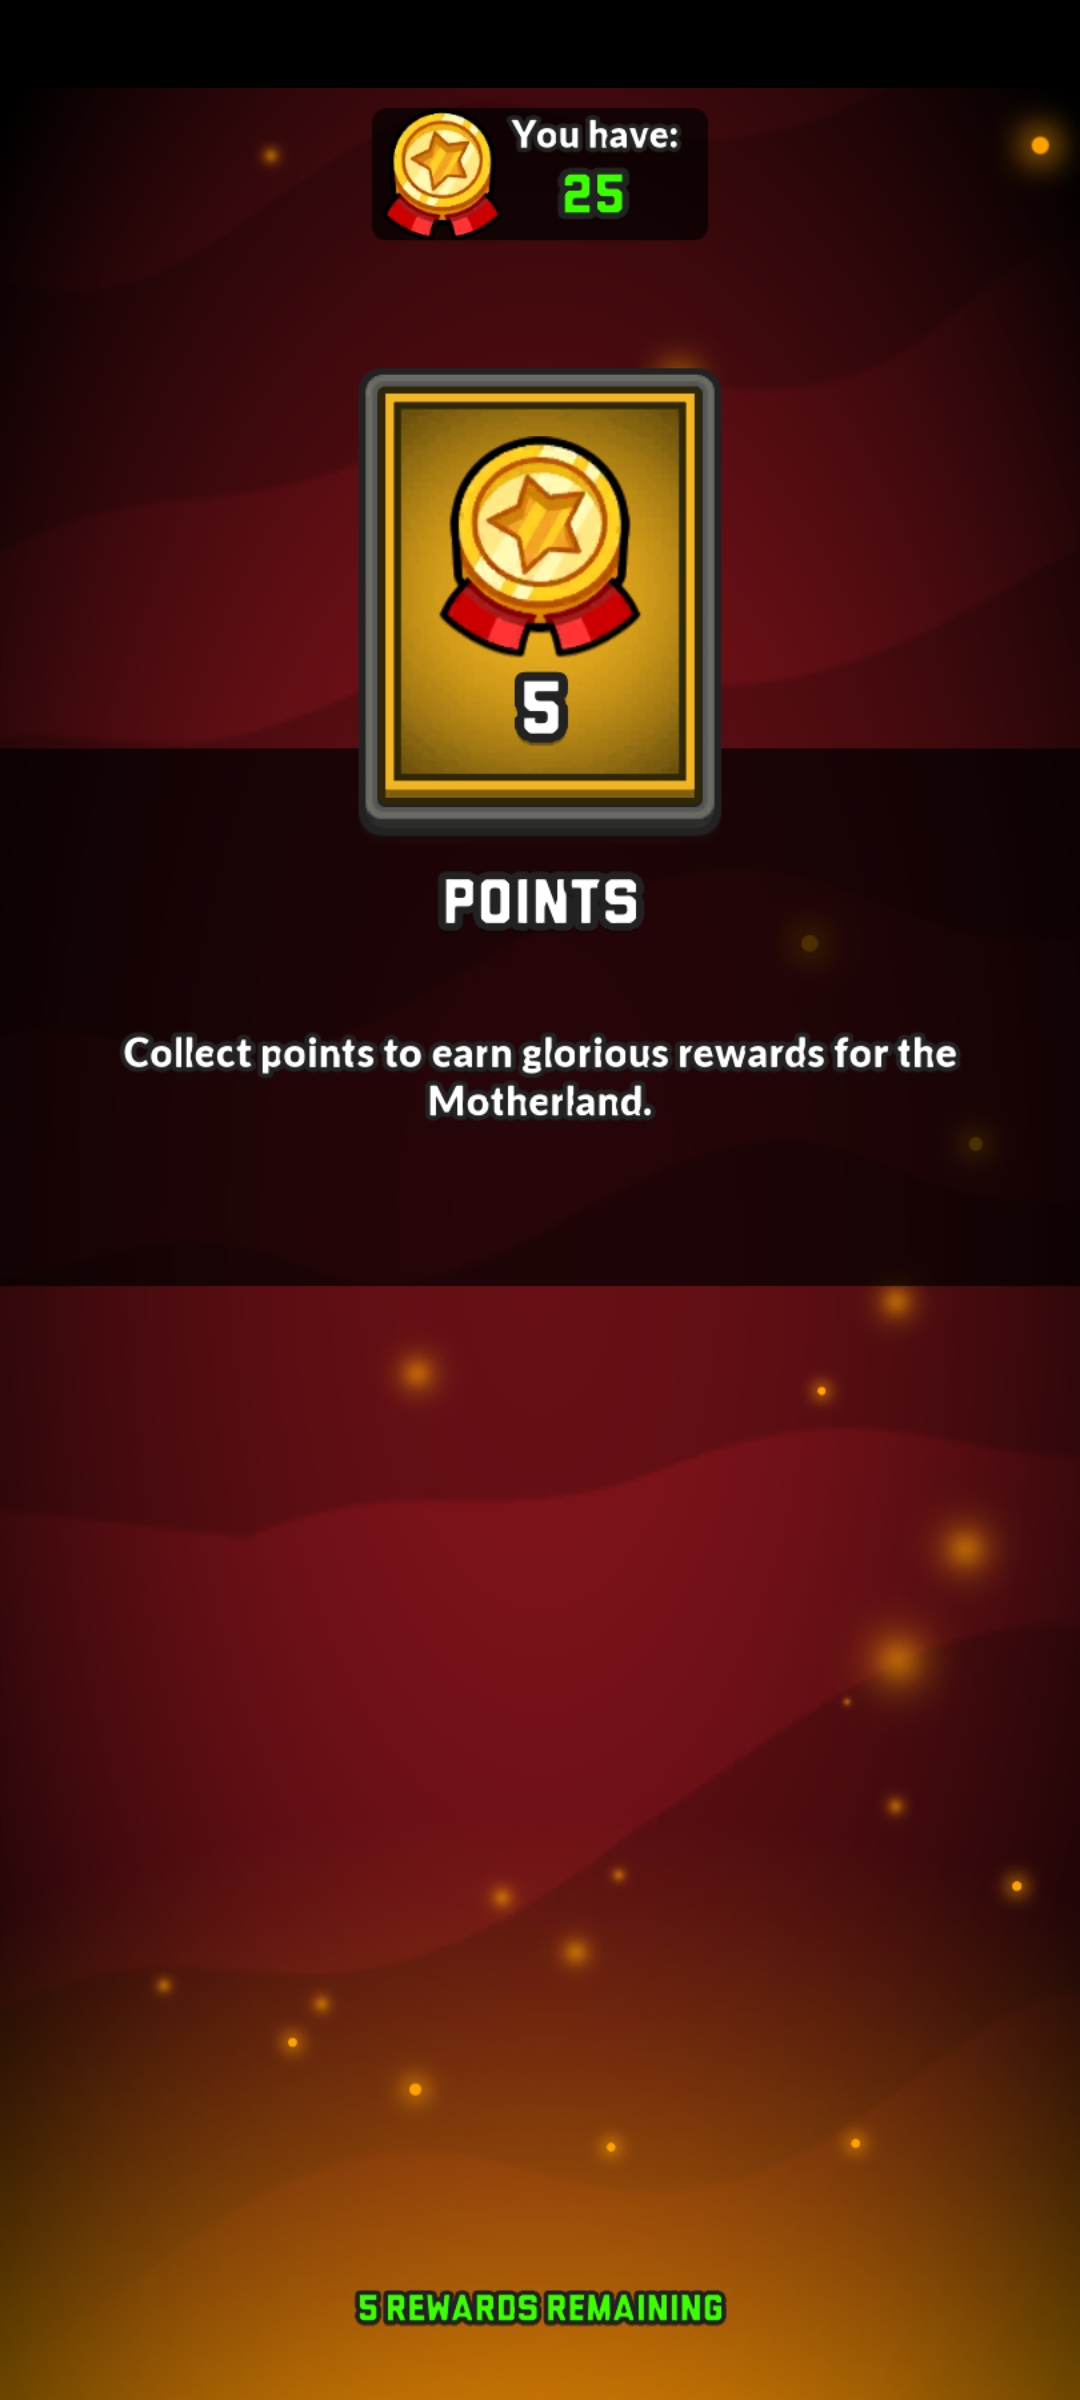 You have:
25
5
POINTS
Collect points to earn glorious rewards for the
Motherland.
5 REWARDS REMAINING